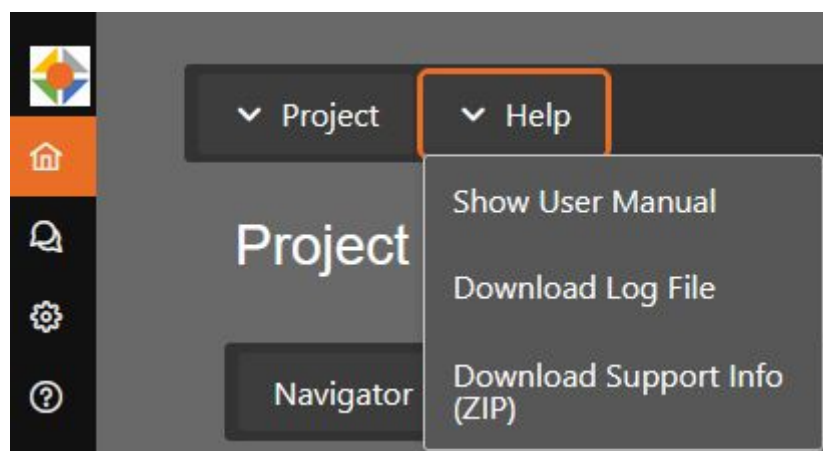 Project
Help
Show User Manual
Project
Download Log File
Navigator
Download Support Info
(ZIP)